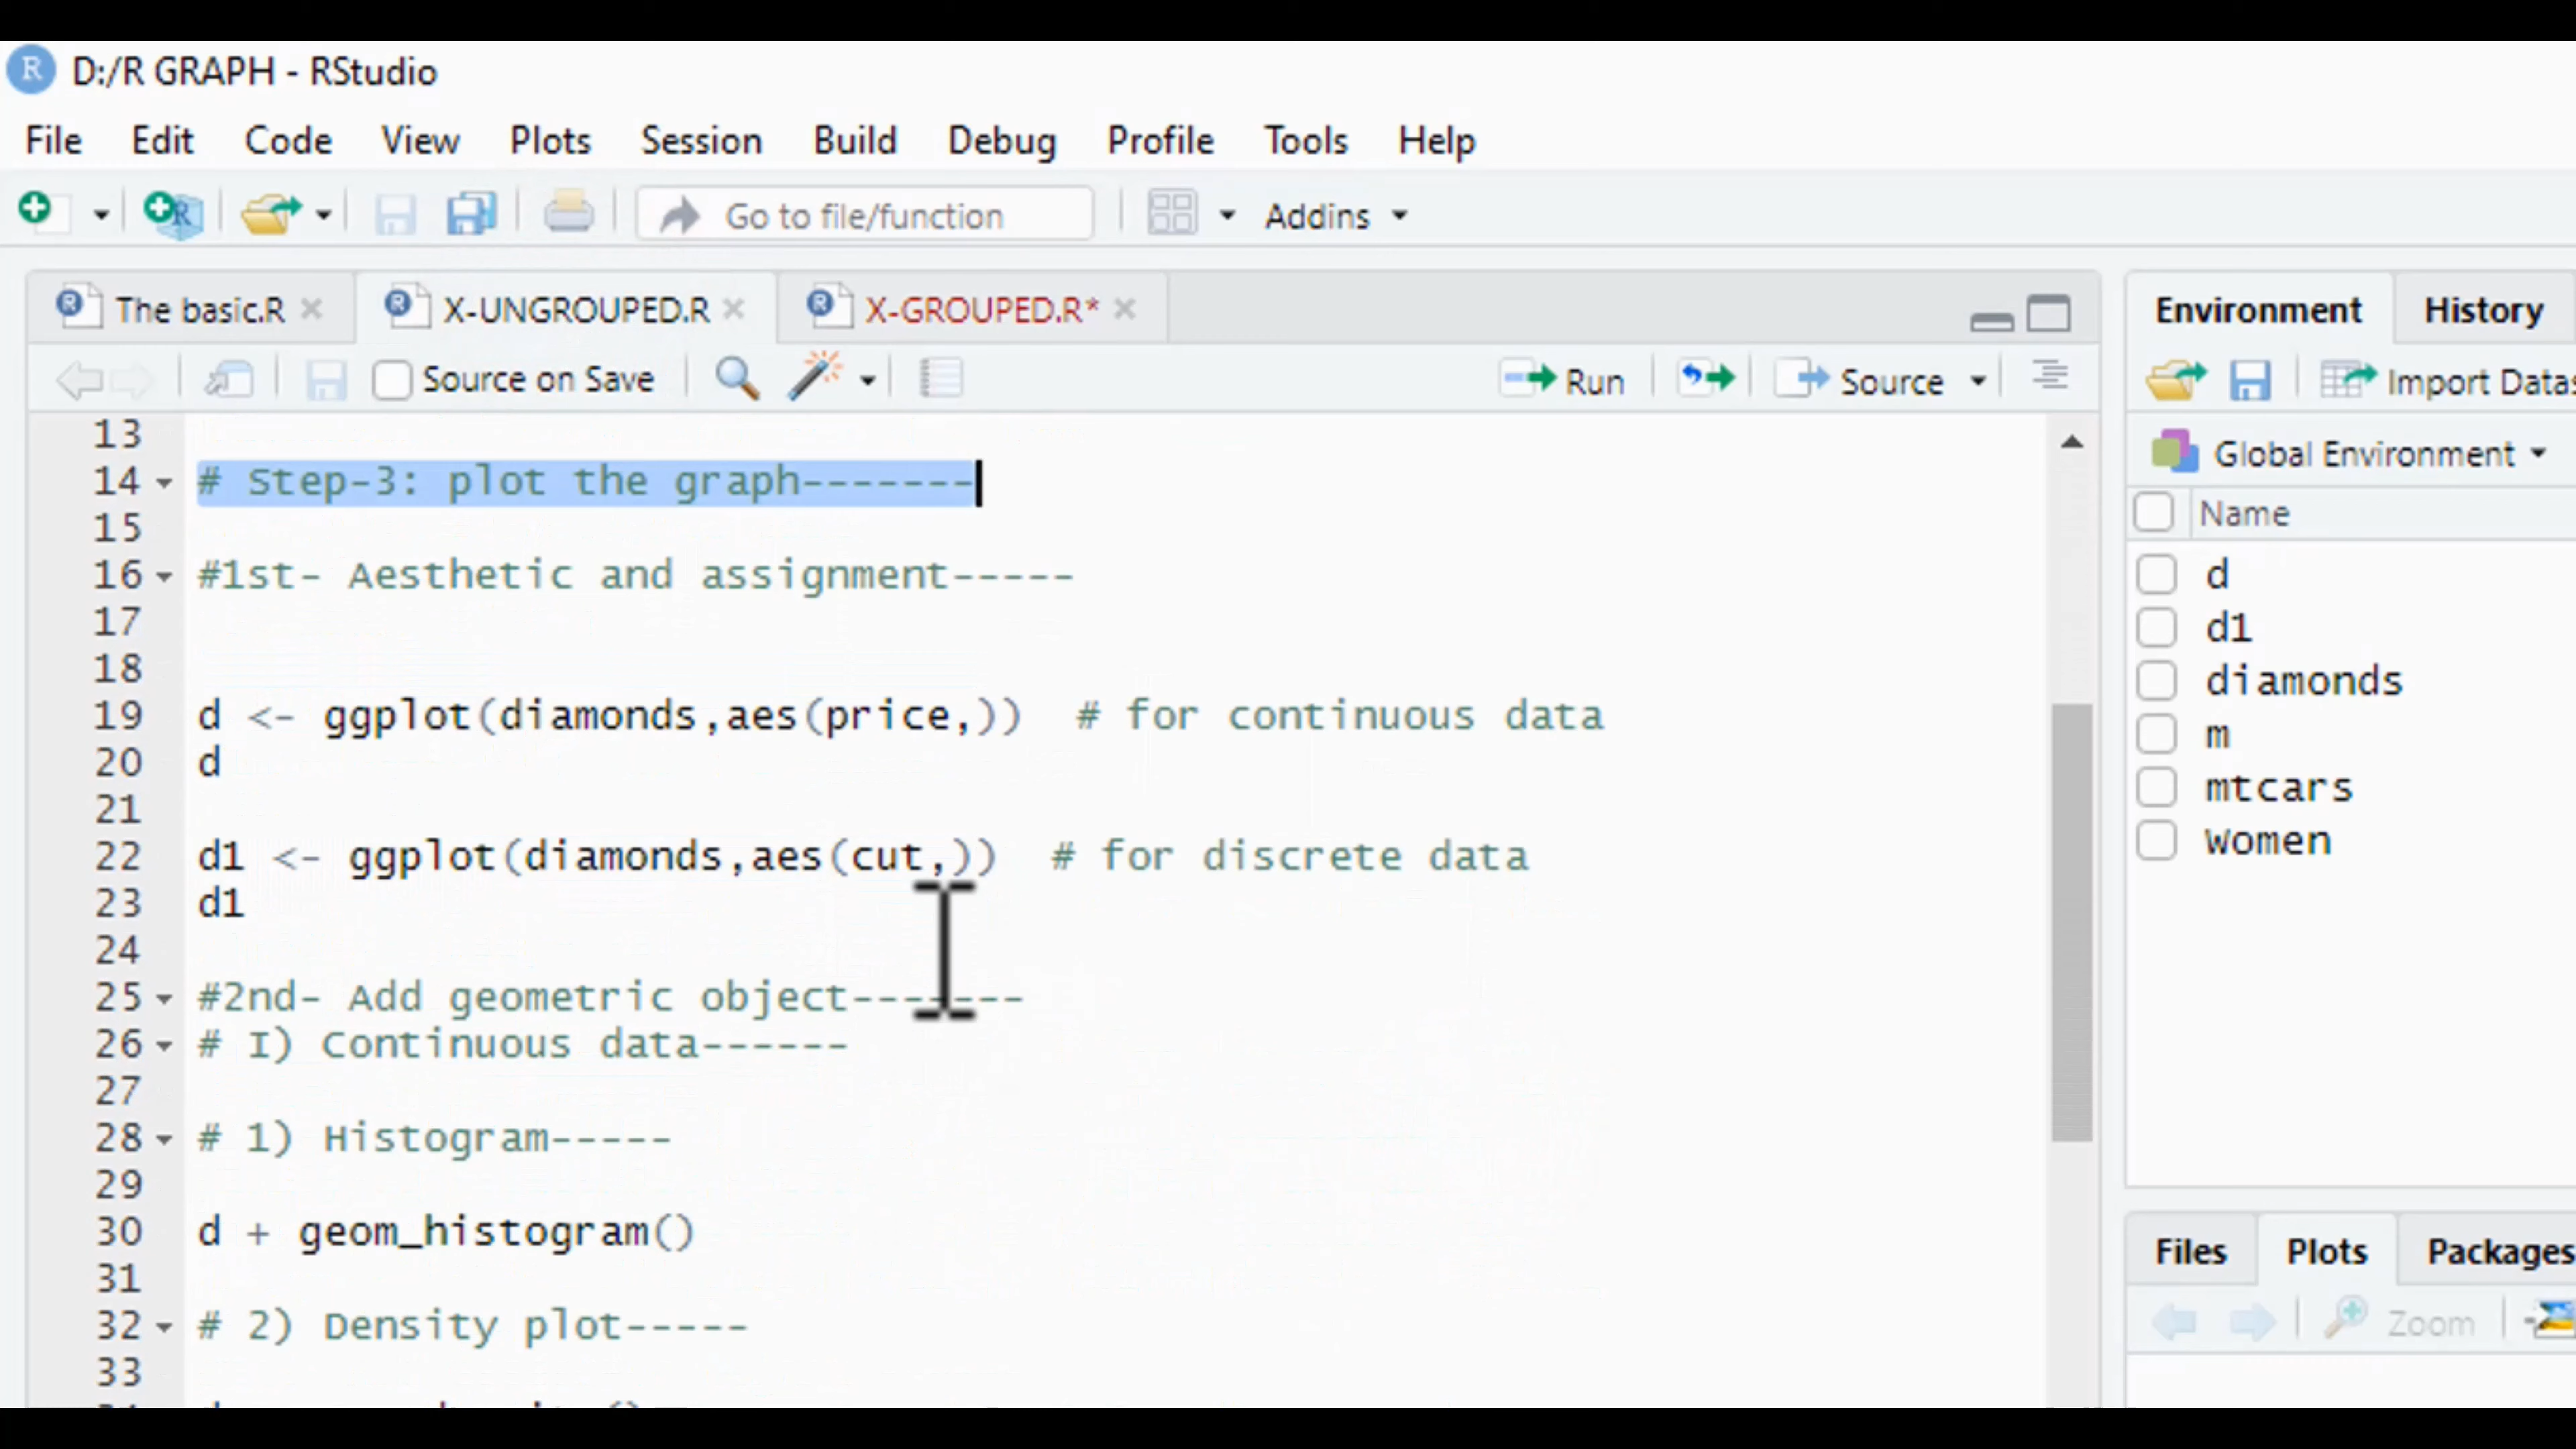 R D:/R GRAPH - RStudio
File Edit Code View Plots Session Build Debug Profile Tools Help
Go to file/function Addins
The basic.R X-UNGROUPED.R X-GROUPED.R*
Source on Save Run Source
13
14 # Step-3: plot the graph-------
15
16 #1st- Aesthetic and assignment-----
17
18
19 d <- ggplot(diamonds,aes(price,)) # for continuous data
20 d
21
22 d1 <- ggplot(diamonds,aes(cut,)) # for discrete data
23 d1
24
25 #2nd- Add geometric object-------
26 # I) Continuous data------
27
28 # 1) Histogram-----
29
30 d + geom_histogram()
31
32 # 2) Density plot-----
33
Environment History
Import Datas
Global Environment
Name
d
d1
diamonds
m
mtcars
women
Files Plots Packages
Zoom